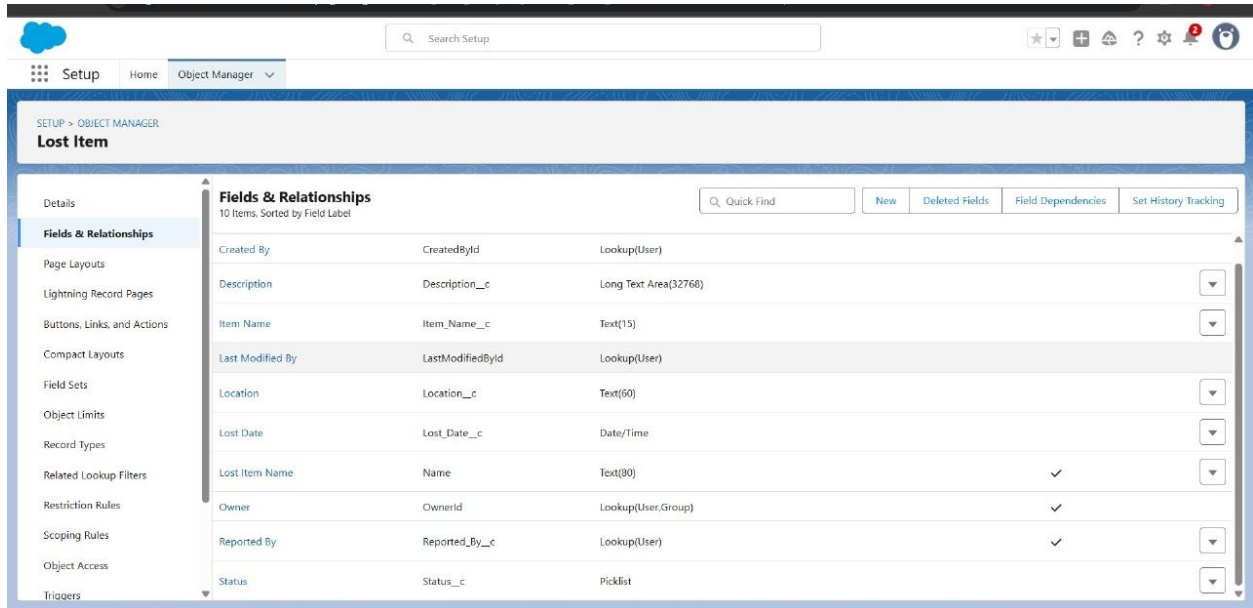 Search Setup
2
Setup Home Object Manager
SETUP > OBJECT MANAGER
Lost Item
Details
Fields & Relationships
Page Layouts
Lightning Record Pages
Buttons, Links, and Actions
Compact Layouts
Field Sets
Object Limits
Record Types
Related Lookup Filters
Restriction Rules
Scoping Rules
Object Access
Triggers
Fields & Relationships
10 Items, Sorted by Field Label
Quick Find New Deleted Fields Field Dependencies Set History Tracking
Created By CreatedById Lookup(User)
Description Description__c Long Text Area(32768)
Item Name Item_Name__c Text(15)
Last Modified By LastModifiedById Lookup(User)
Location Location__c Text(60)
Lost Date Lost_Date__c Date/Time
Lost Item Name Name Text(80)
Owner OwnerId Lookup(User,Group)
Reported By Reported_By__c Lookup(User)
Status Status__c Picklist